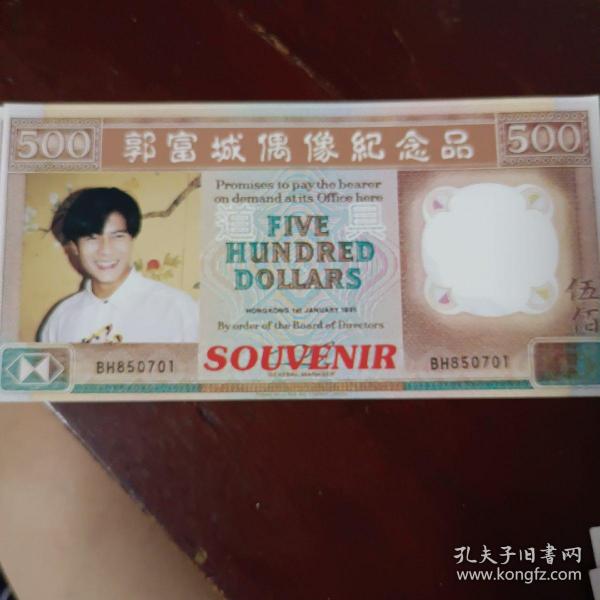 500 郭富城偶像紀念品 500
Promises to pay the bearer
on demand at its Office here
道具
FIVE
HUNDRED
DOLLARS
HONGKONG 1st JANUARY 1991
By order of the Board of Directors
伍佰
BH850701 SOUVENIR BH850701
GENERAL MANAGER
孔夫子旧书网
www.kongfz.com